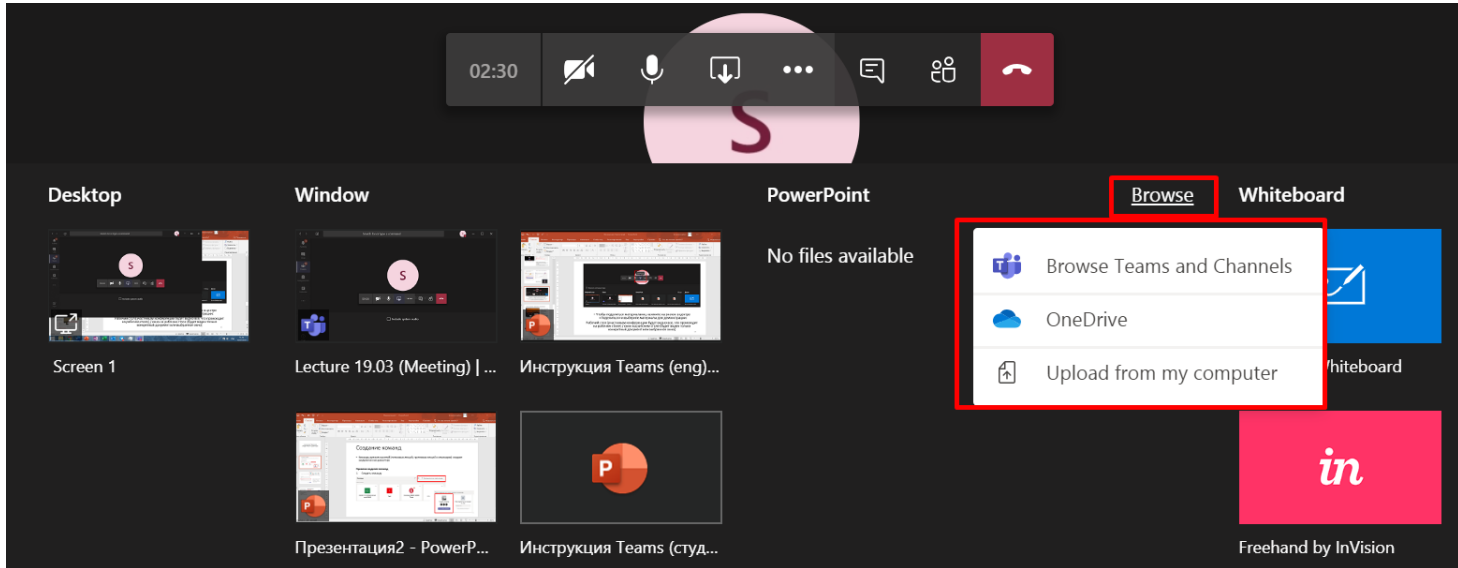 02:30
S
Desktop Window PowerPoint Browse Whiteboard
No files available
Browse Teams and Channels
OneDrive
Upload from my computer
Screen 1 Lecture 19.03 (Meeting) | ... Инструкция Teams (eng)... Whiteboard
Создание команд
in
Презентация2 - PowerP... Инструкция Teams (студ... Freehand by InVision